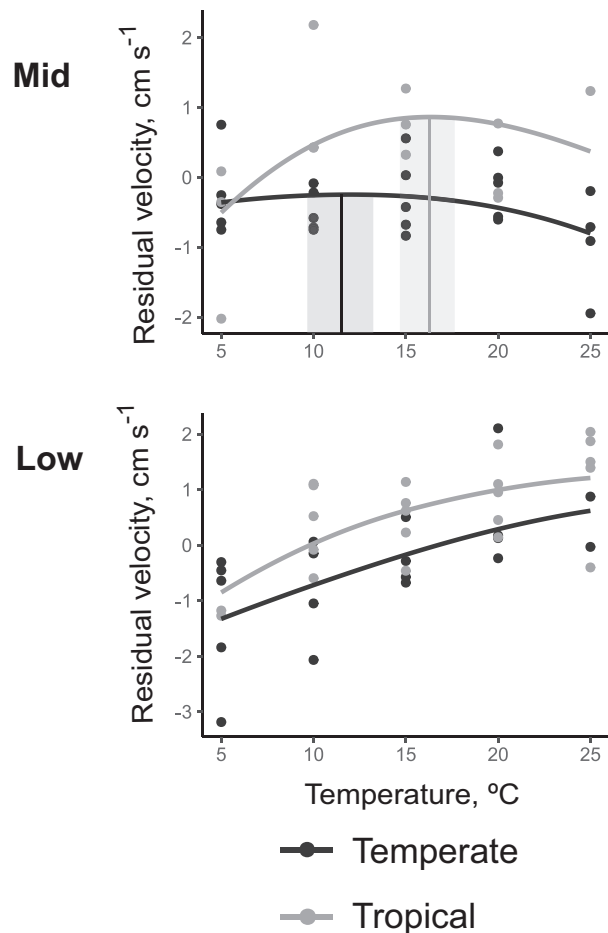 Mid
Residual velocity, cm s⁻¹
2
1
0
-1
-2
5 10 15 20 25
Low
Residual velocity, cm s⁻¹
2
1
0
-1
-2
-3
5 10 15 20 25
Temperature, ºC
Temperate
Tropical